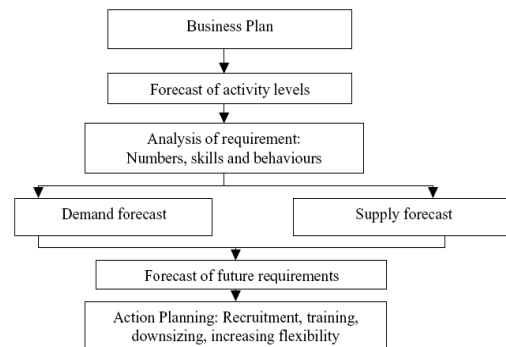 Business Plan
Forecast of activity levels
Analysis of requirement:
Numbers, skills and behaviours
Demand forecast
Supply forecast
Forecast of future requirements
Action Planning: Recruitment, training,
downsizing, increasing flexibility